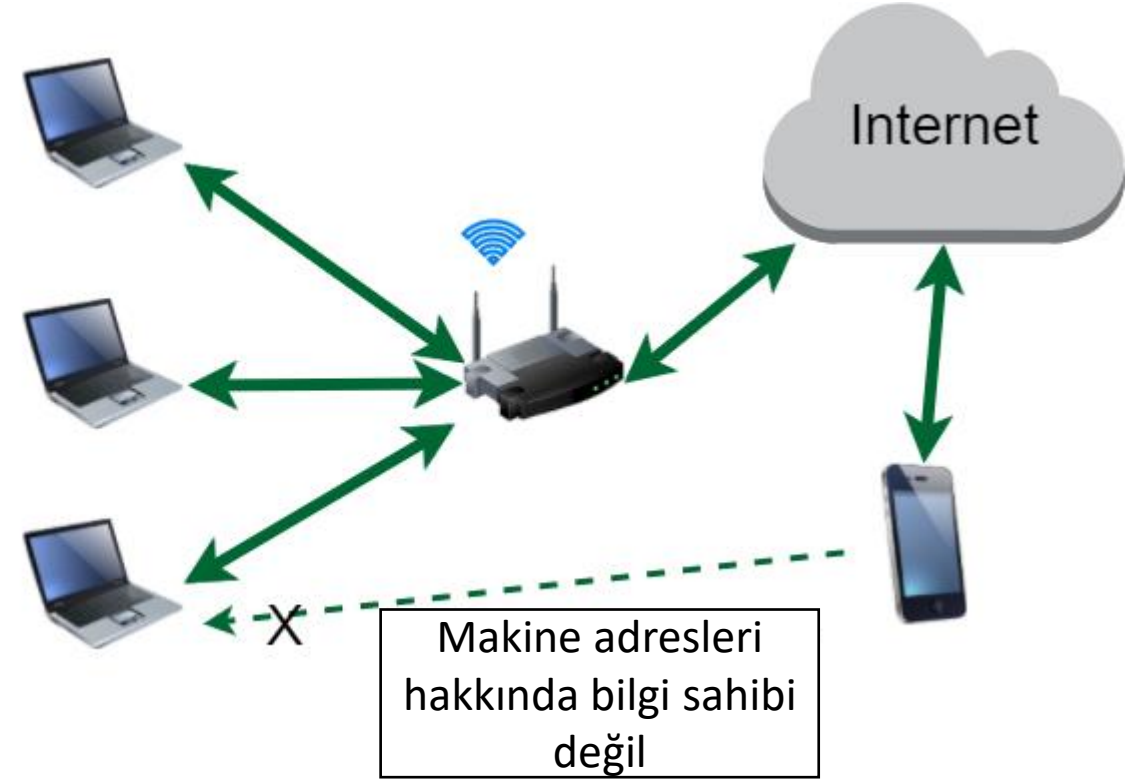 Internet
X
Makine adresleri
hakkında bilgi sahibi
değil